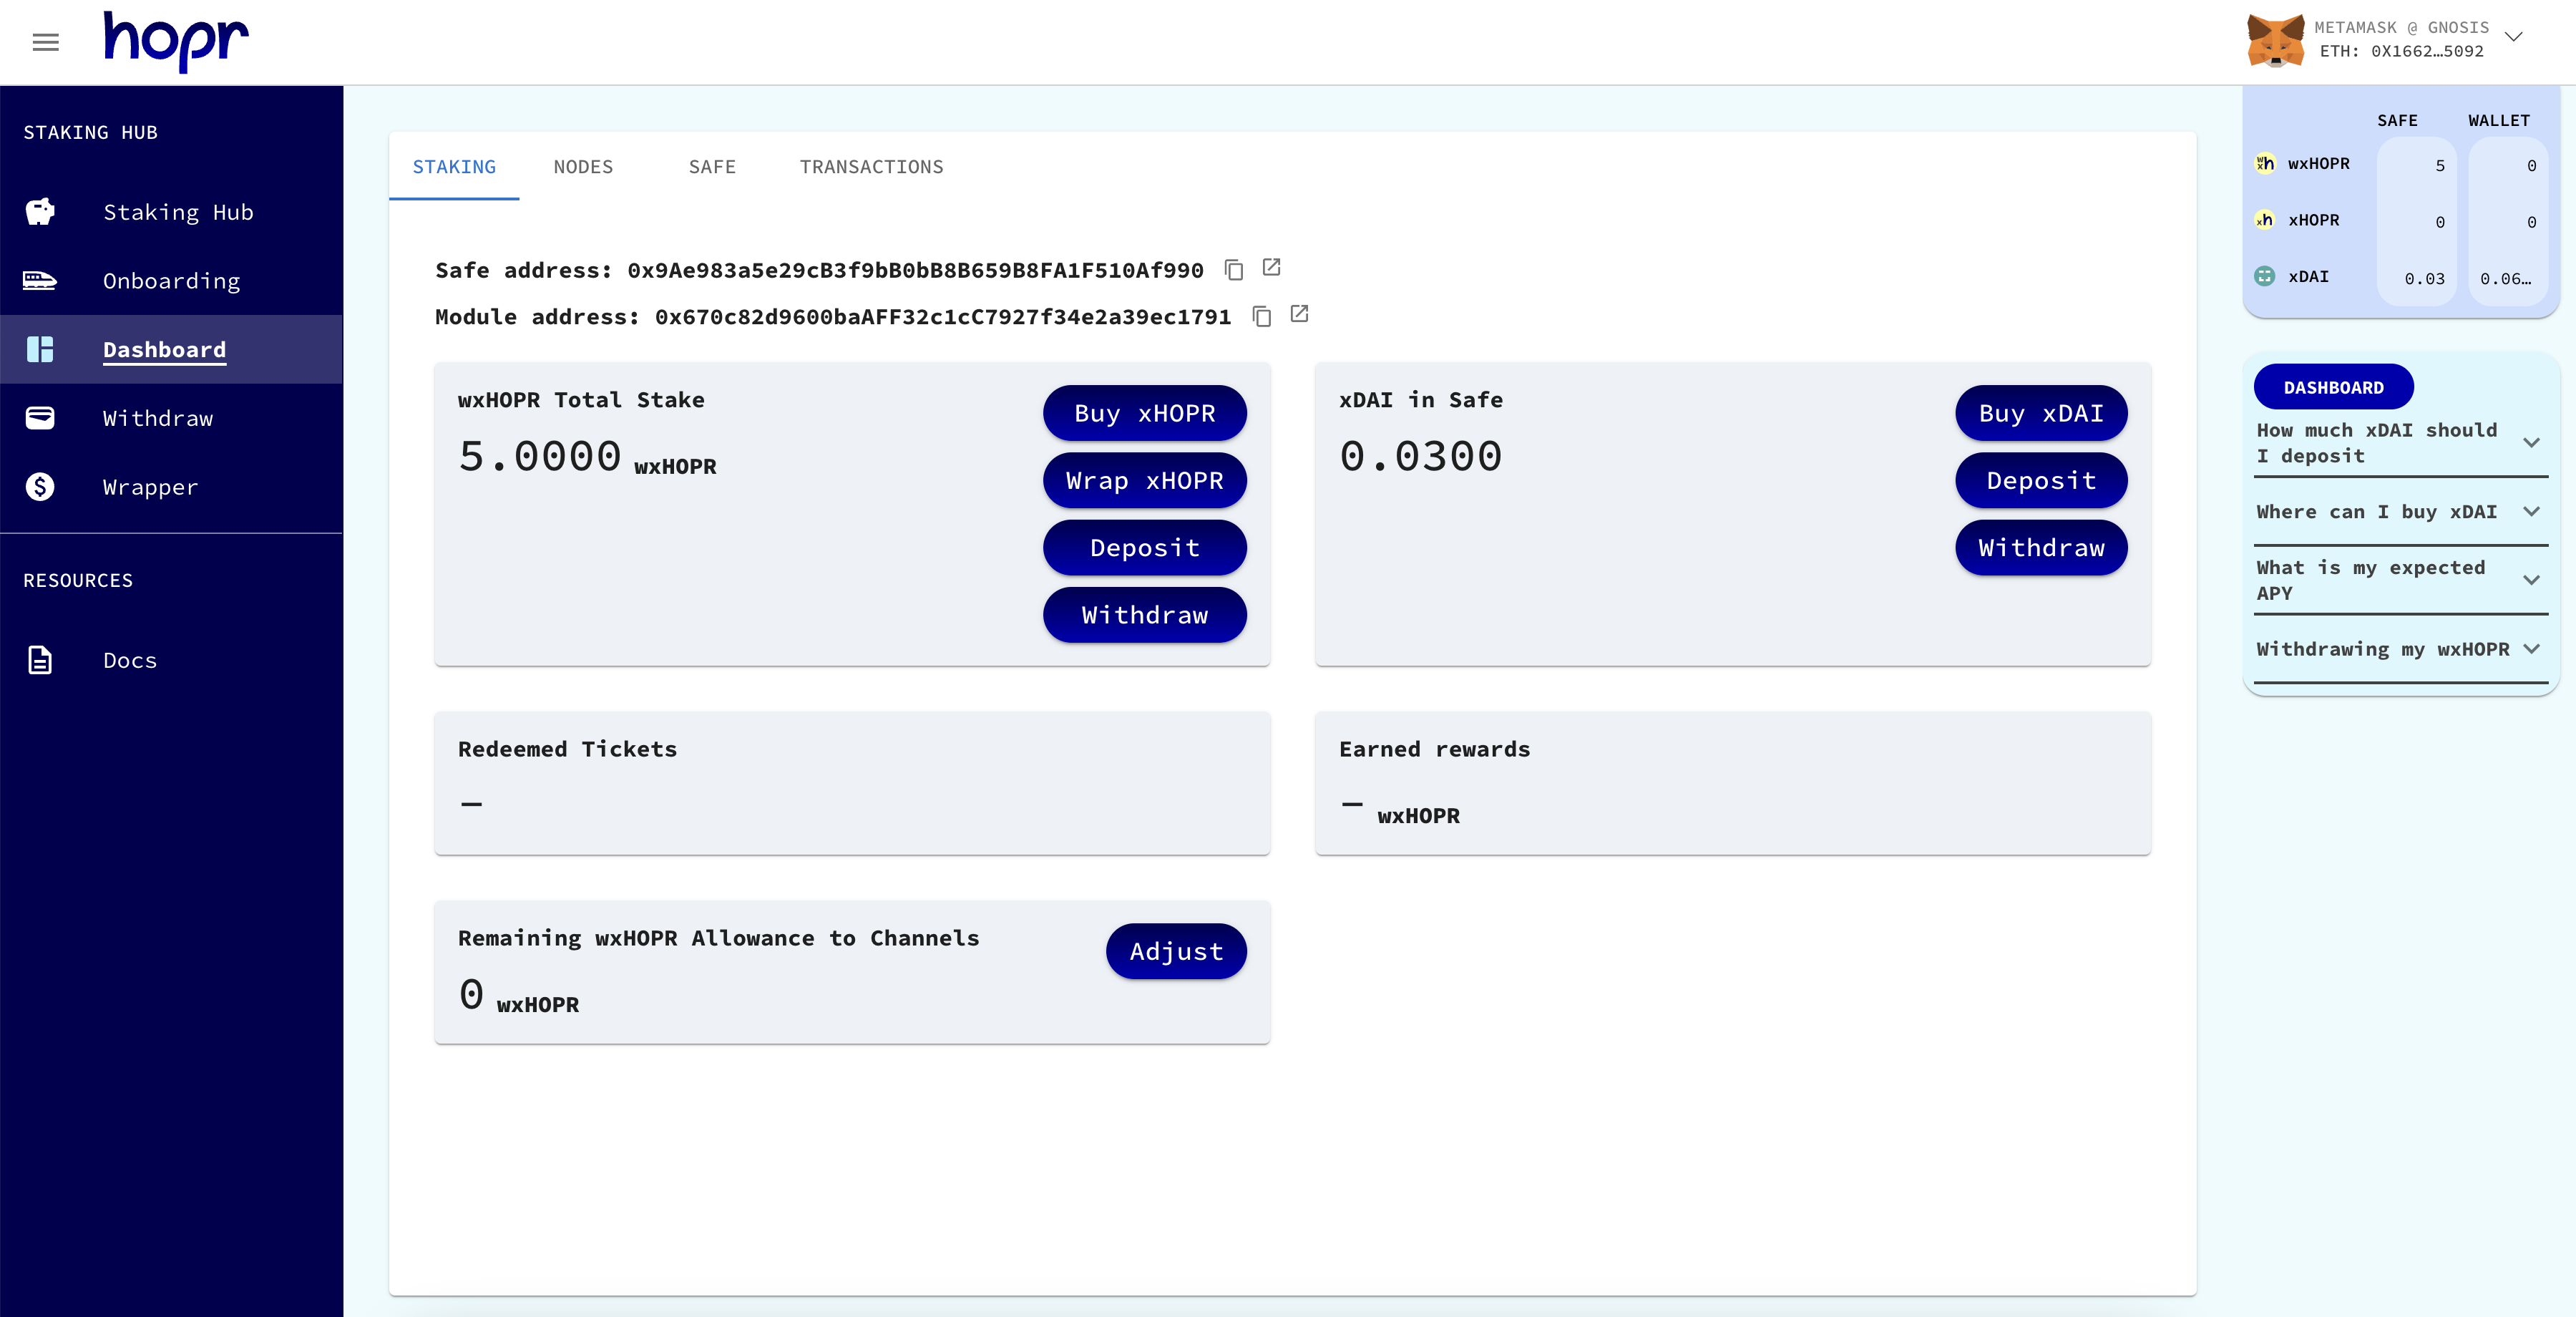 hopr
METAMASK @ GNOSIS
ETH: 0X1662…5092
STAKING HUB
Staking Hub
Onboarding
Dashboard
Withdraw
Wrapper
RESOURCES
Docs
STAKING NODES SAFE TRANSACTIONS
Safe address: 0x9Ae983a5e29cB3f9bB0bB8B659B8FA1F510Af990
Module address: 0x670c82d9600baAFF32c1cC7927f34e2a39ec1791
wxHOPR Total Stake
5.0000 wxHOPR
Buy xHOPR
Wrap xHOPR
Deposit
Withdraw
xDAI in Safe
0.0300
Buy xDAI
Deposit
Withdraw
Redeemed Tickets
–
Earned rewards
– wxHOPR
Remaining wxHOPR Allowance to Channels
0 wxHOPR
Adjust
SAFE WALLET
wxHOPR 5 0
xHOPR 0 0
xDAI 0.03 0.06…
DASHBOARD
How much xDAI should
I deposit
Where can I buy xDAI
What is my expected
APY
Withdrawing my wxHOPR